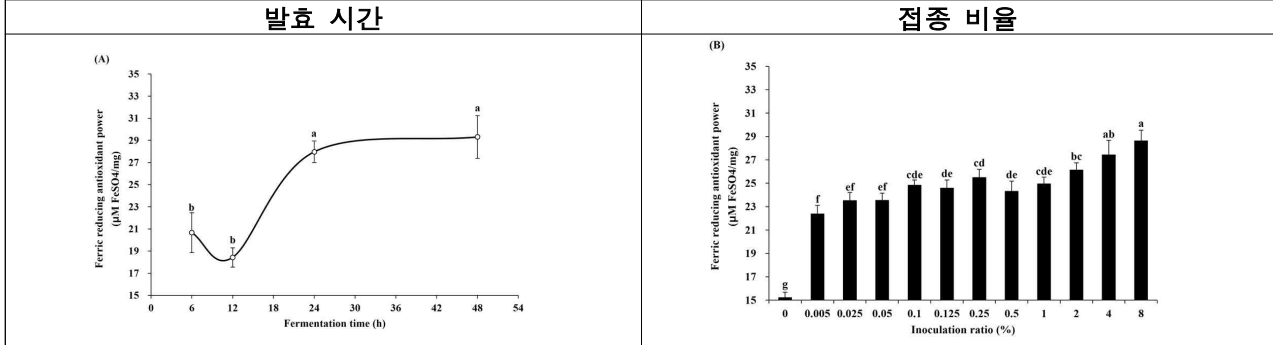 발효 시간
접종 비율
(A)
Ferric reducing antioxidant power
(μM FeSO4/mg)
35
33
31
29
27
25
23
21
19
17
15
b
b
a
a
0 6 12 18 24 30 36 42 48 54
Fermentation time (h)
(B)
Ferric reducing antioxidant power
(μM FeSO4/mg)
35
33
31
29
27
25
23
21
19
17
15
g f ef ef cde de cd de cde bc ab a
0 0.005 0.025 0.05 0.1 0.125 0.25 0.5 1 2 4 8
Inoculation ratio (%)